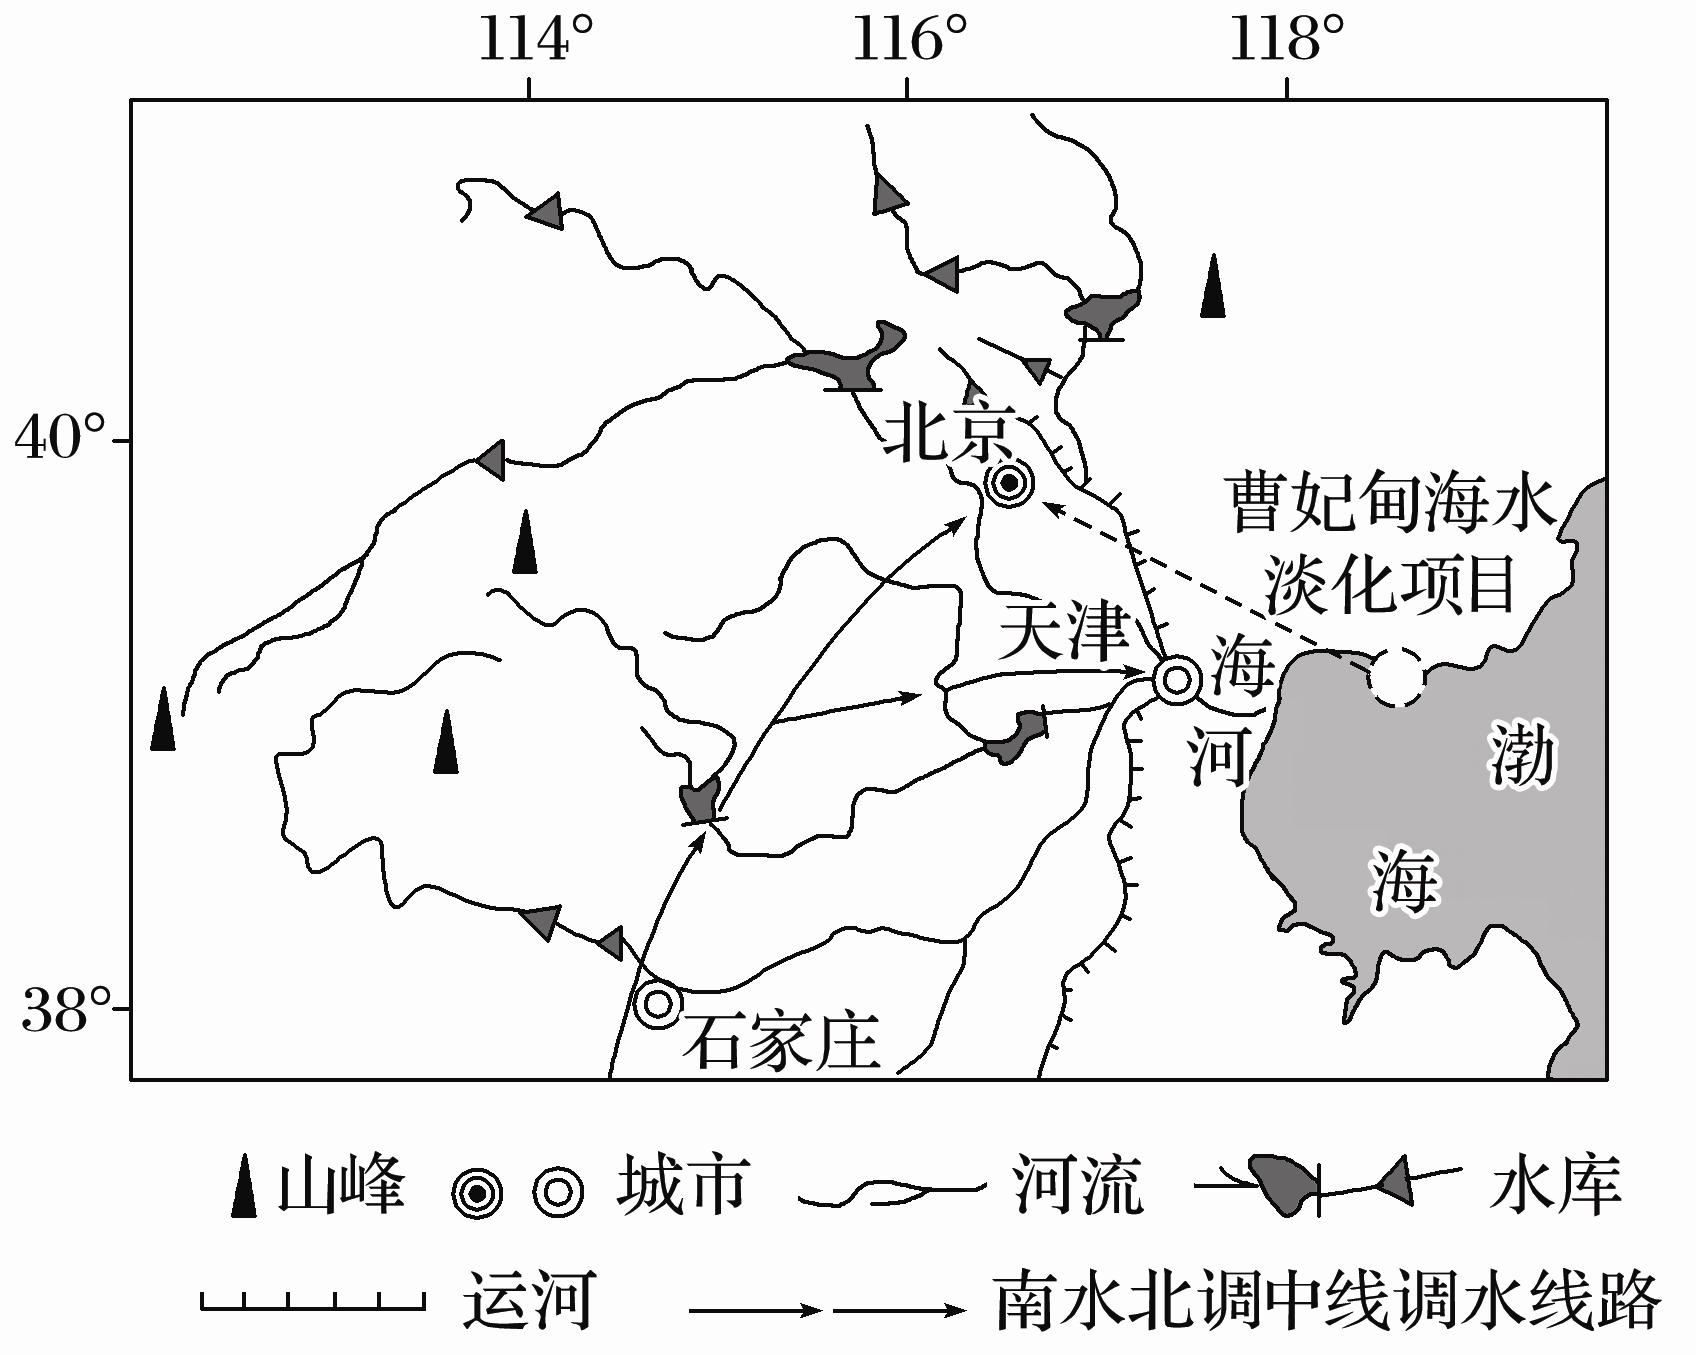 114° 116° 118°
40°
38°
北京
曹妃甸海水
淡化项目
天津
海
河
渤
海
石家庄
山峰 城市 河流 水库
运河 南水北调中线调水线路